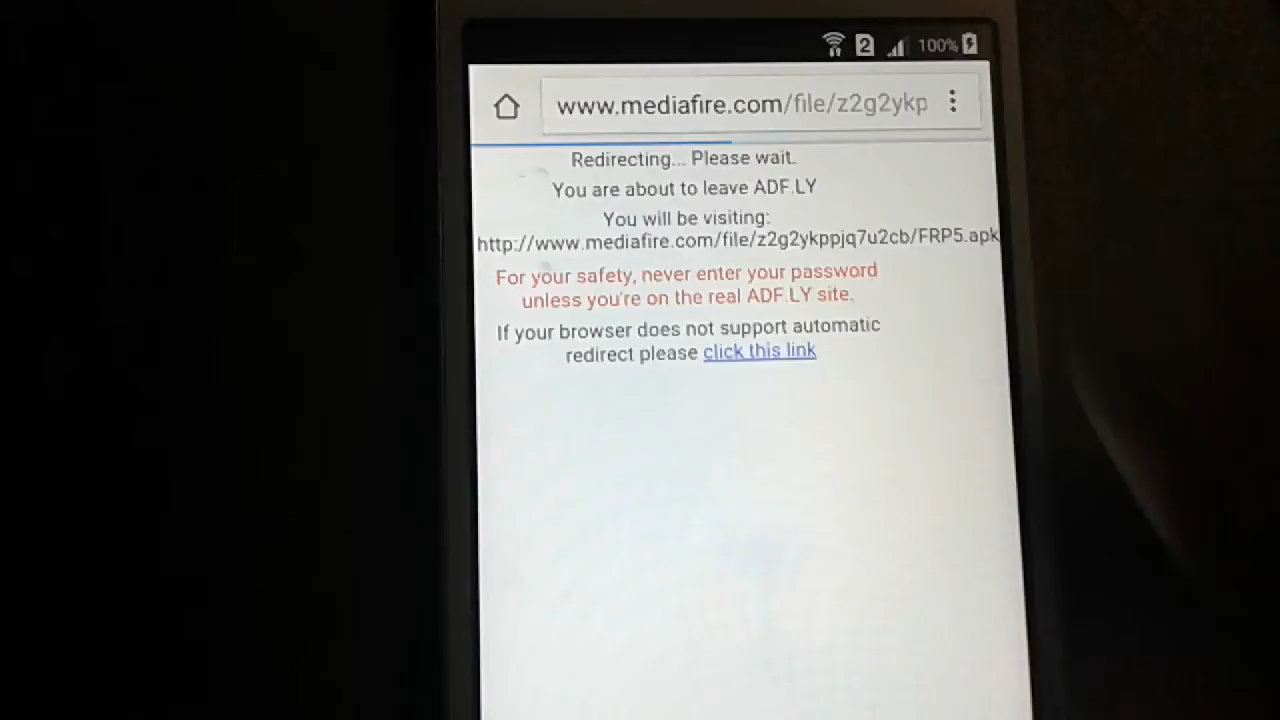 2 100%
www.mediafire.com/file/z2g2ykp
Redirecting... Please wait.
You are about to leave ADF.LY
You will be visiting:
http://www.mediafire.com/file/z2g2ykppjq7u2cb/FRP5.apk
For your safety, never enter your password
unless you're on the real ADF.LY site.
If your browser does not support automatic
redirect please click this link